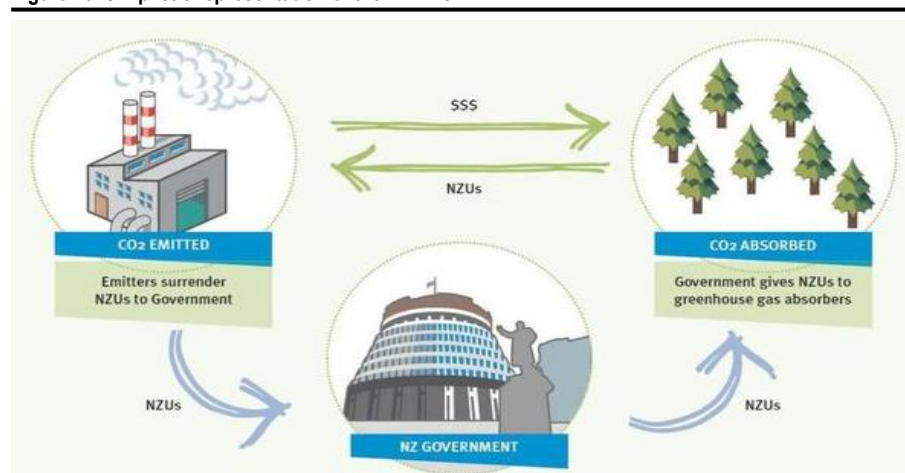 $$$
NZUs
CO2 EMITTED
Emitters surrender
NZUs to Government
CO2 ABSORBED
Government gives NZUs to
greenhouse gas absorbers
NZUs
NZ GOVERNMENT
NZUs